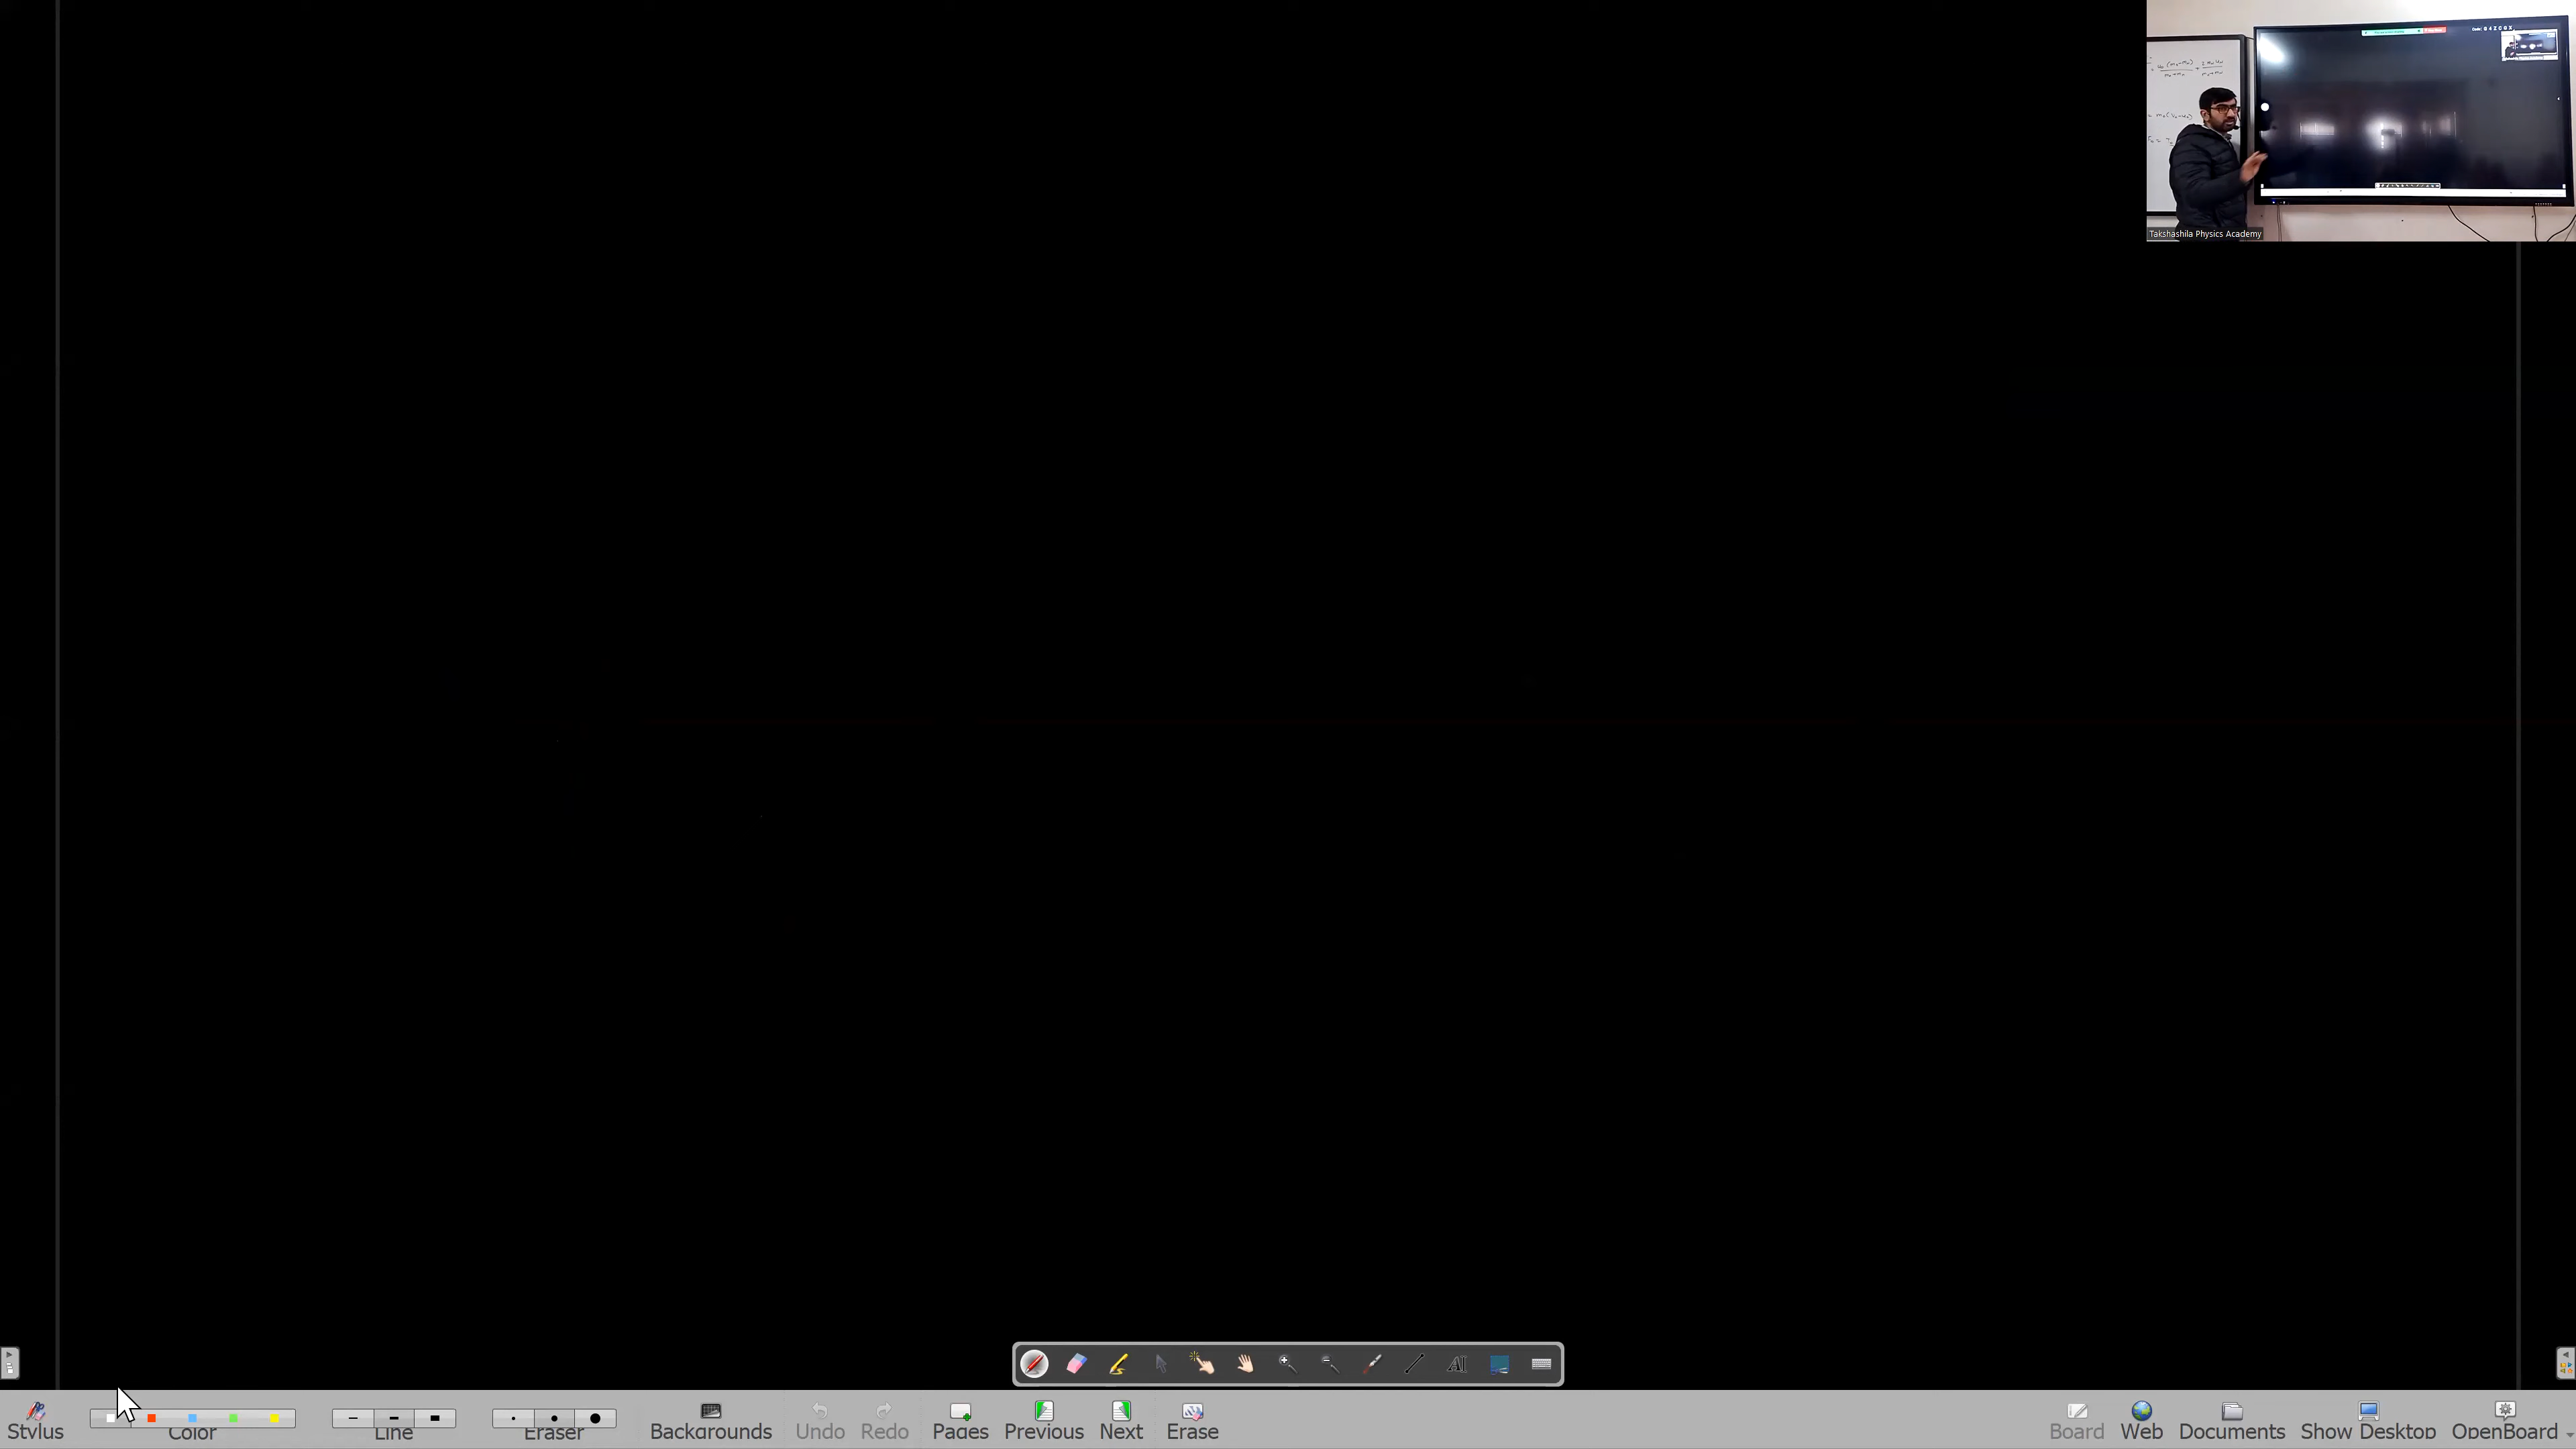 Takshashila Physics Academy
Stylus
Color
Line
Eraser
Backgrounds
Undo
Redo
Pages
Previous
Next
Erase
Board
Web
Documents
Show Desktop
OpenBoard